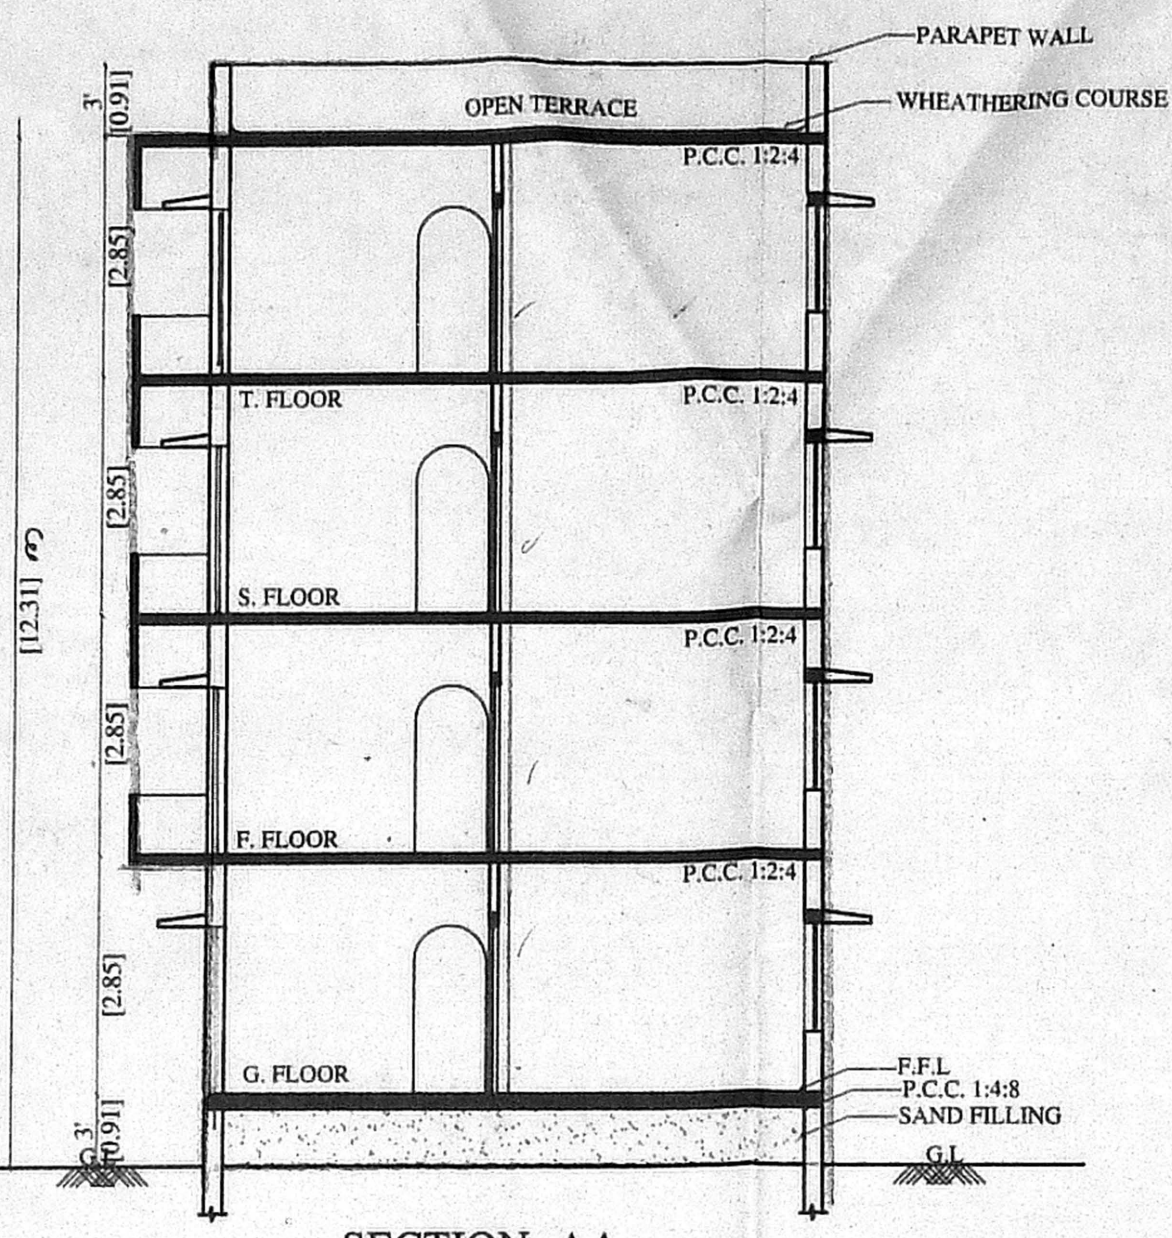 PARAPET WALL
3'
[0.91]
OPEN TERRACE
WHEATHERING COURSE
P.C.C. 1:2:4
[2.85]
T. FLOOR
P.C.C. 1:2:4
[2.85]
[12.31]
S. FLOOR
P.C.C. 1:2:4
[2.85]
F. FLOOR
P.C.C. 1:2:4
[2.85]
G. FLOOR
F.F.L
P.C.C. 1:4:8
SAND FILLING
3'
[0.91]
G.L
G.L
SECTION AA